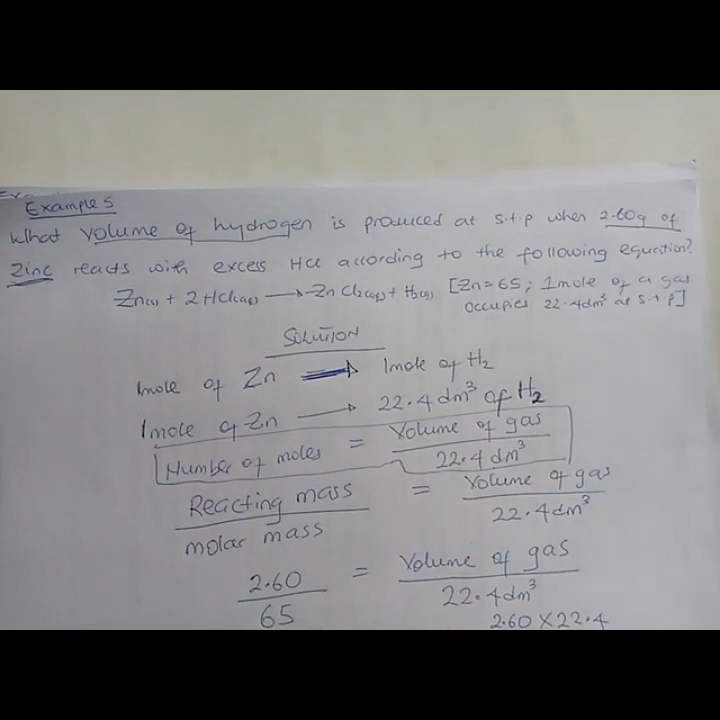 Examples
What volume of hydrogen is produced at s.t.p when 2.60g of
Zinc reacts with excess HCl according to the following equation?
Zn(s) + 2HCl(aq) → ZnCl2(aq) + H2(g) [Zn=65; 1mole of a gas
occupies 22.4dm³ at s.t.p]
SOLUTION
1mole of Zn → 1mole of H2
1mole of Zn → 22.4 dm³ of H2
Number of moles = Volume of gas / 22.4 dm³
Reacting mass / molar mass = Volume of gas / 22.4dm³
2.60 / 65 = Volume of gas / 22.4dm³
2.60 X 22.4